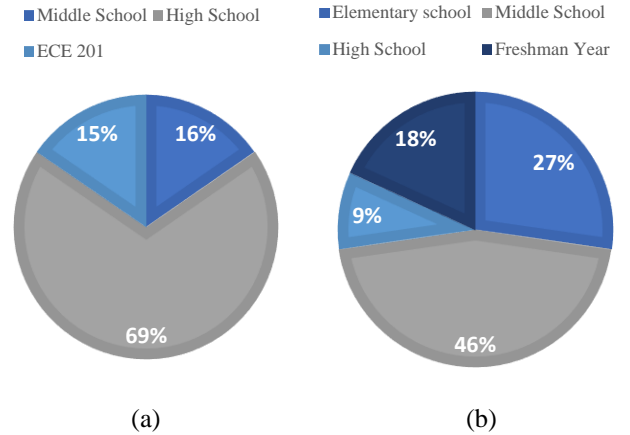 Middle School High School
ECE 201
15%
16%
69%
(a)
Elementary school Middle School
High School Freshman Year
18%
27%
9%
46%
(b)